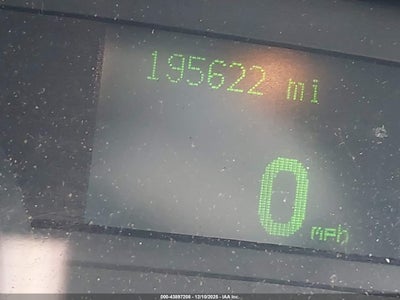 195622 mi
0 mph
000-43897208 - 12/10/2025 - IAA Inc.